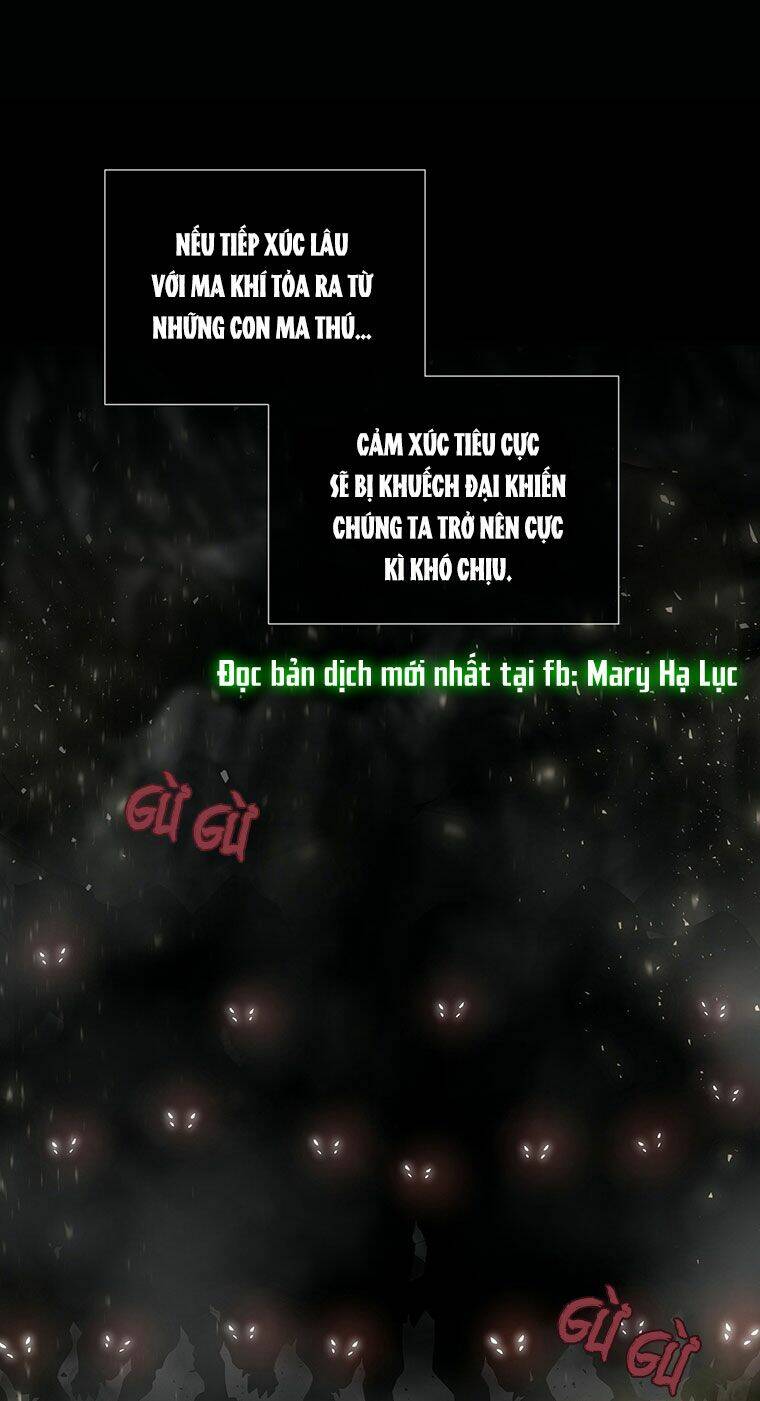 NẾU TIẾP XÚC LÂU
VỚI MA KHÍ TỎA RA TỪ
NHỮNG CON MA THÚ...
CẢM XÚC TIÊU CỰC
SẼ BỊ KHUẾCH ĐẠI KHIẾN
CHÚNG TA TRỞ NÊN CỰC
KÌ KHÓ CHỊU.
Đọc bản dịch mới nhất tại fb: Mary Hạ Lục
GỪ GỪ
GỪ GỪ